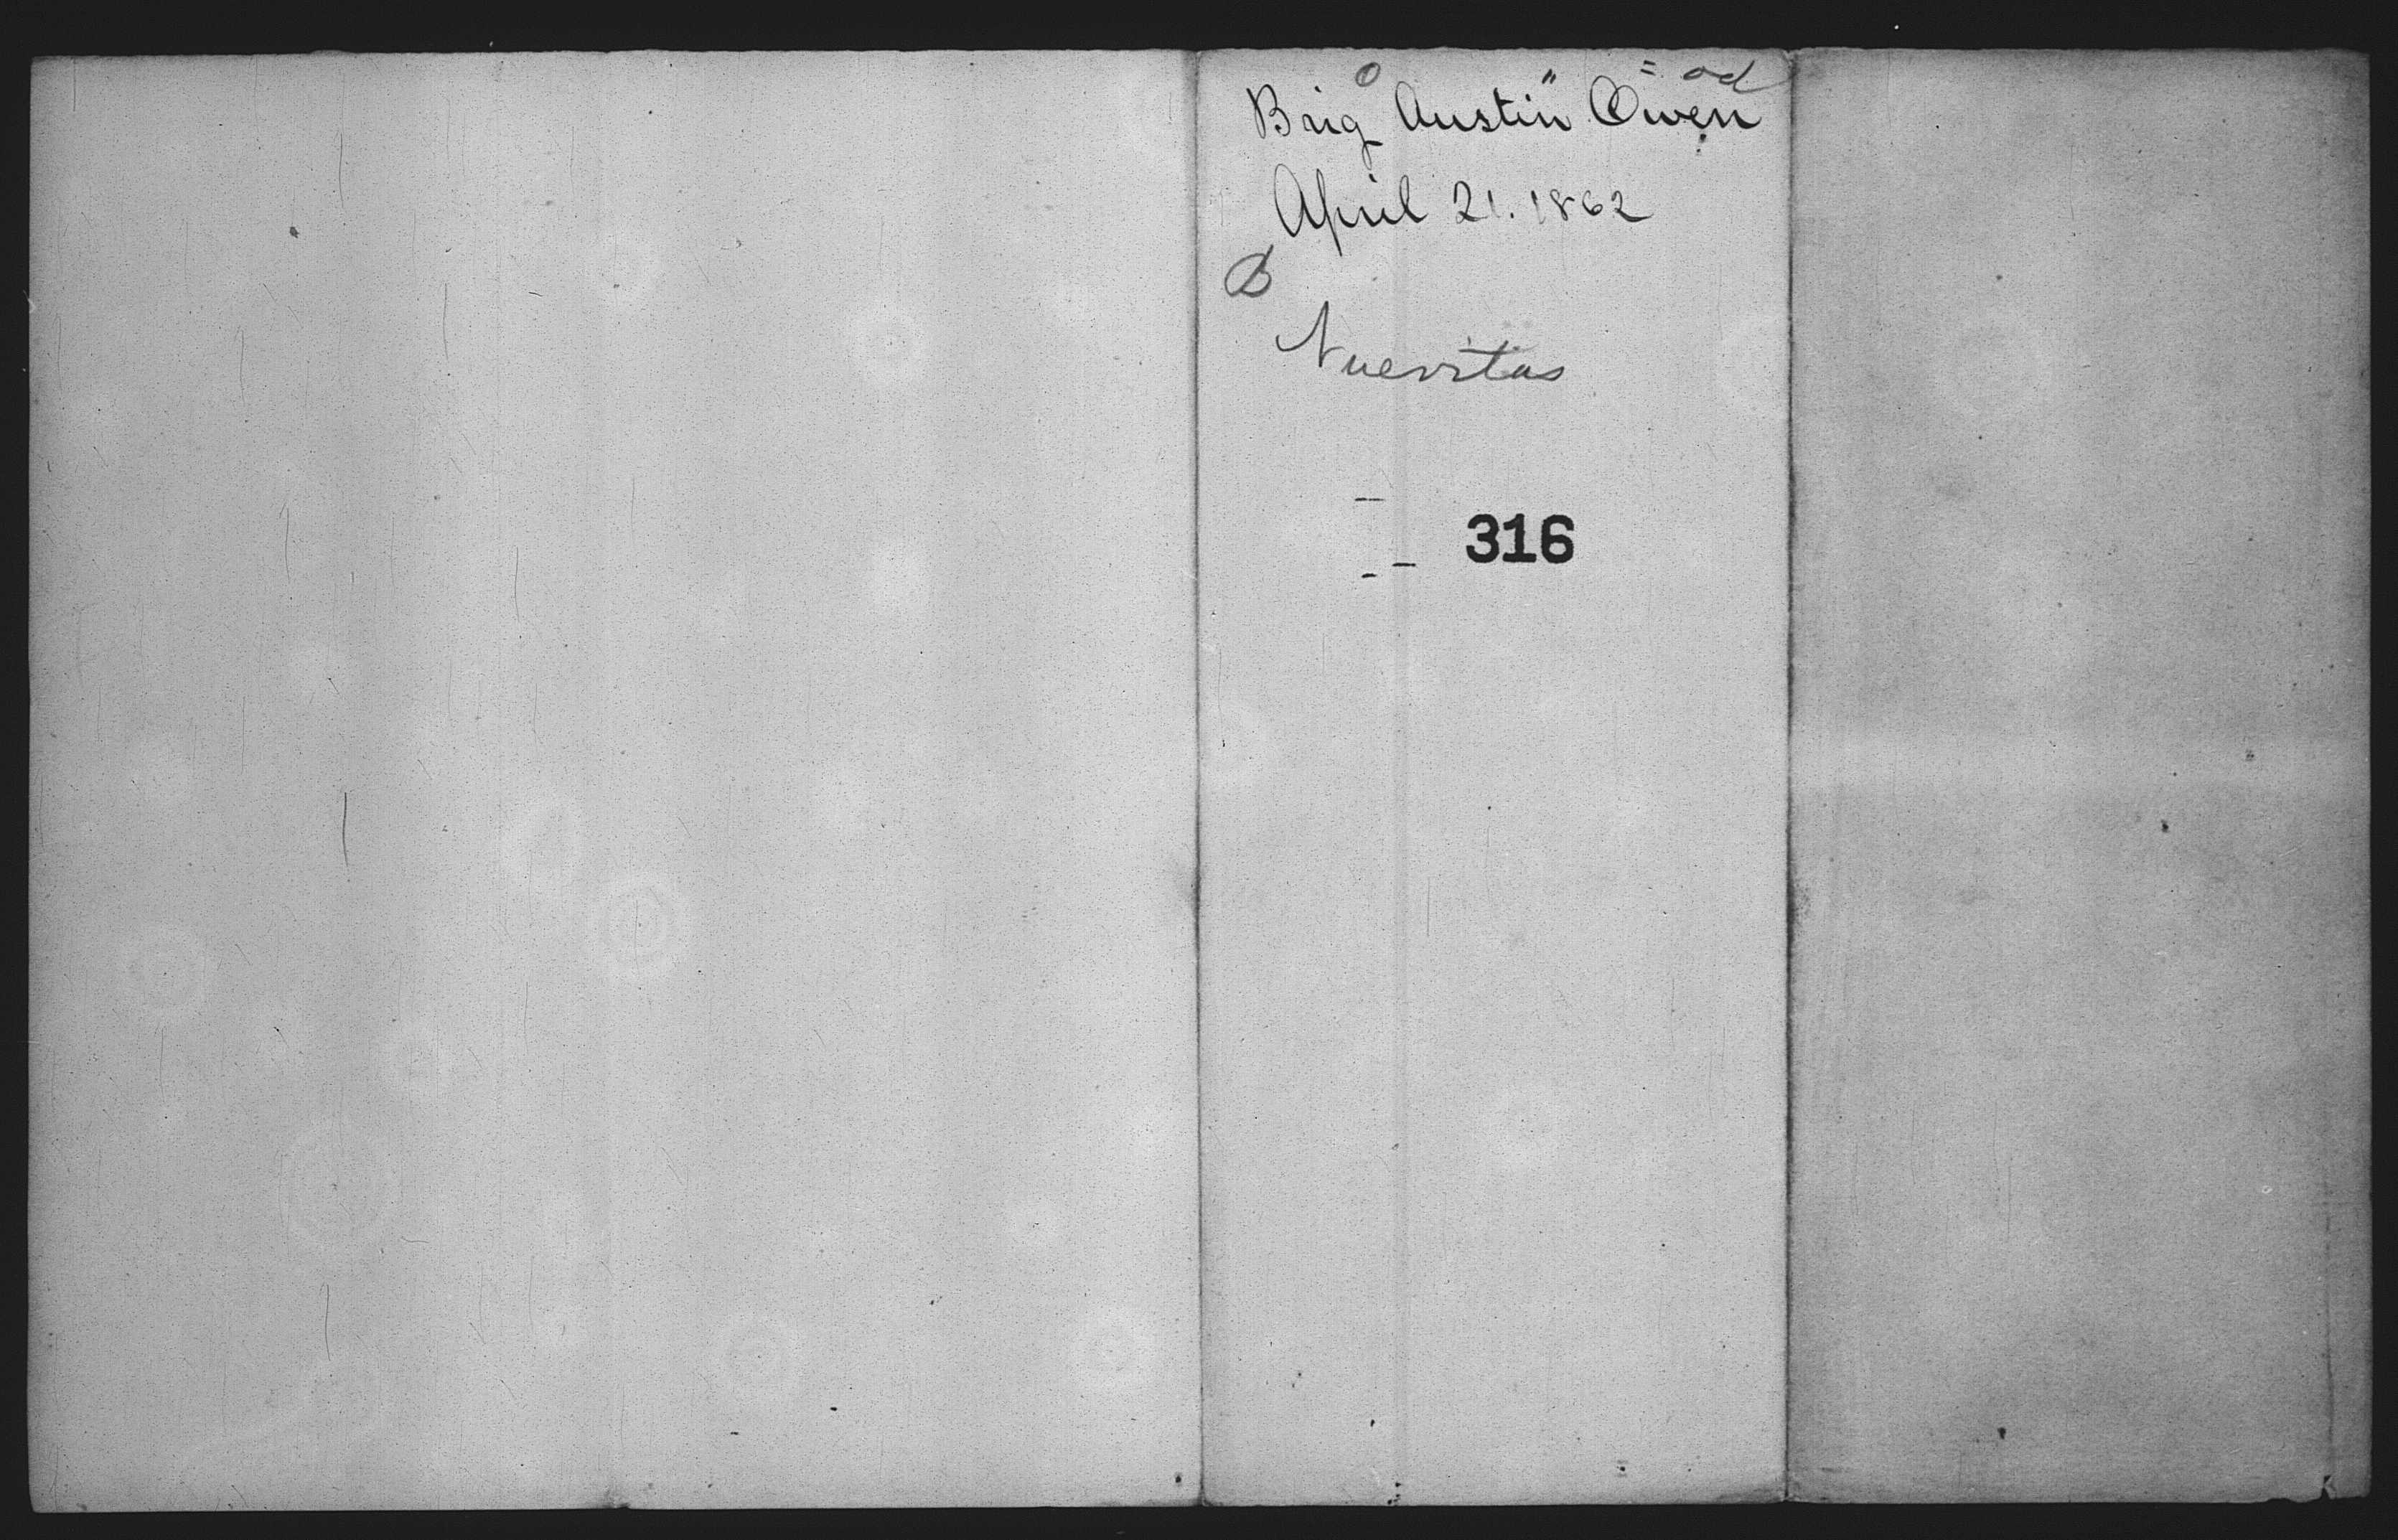 Brig "Austin" Owen
April 21. 1862
Nuevitas
316